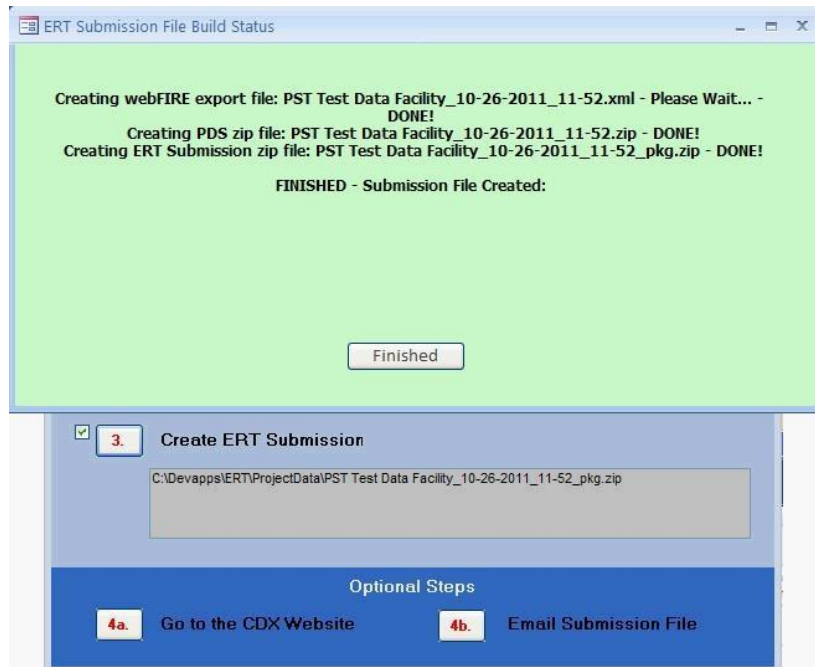 ERT Submission File Build Status
Creating webFIRE export file: PST Test Data Facility_10-26-2011_11-52.xml - Please Wait... -
DONE!
Creating PDS zip file: PST Test Data Facility_10-26-2011_11-52.zip - DONE!
Creating ERT Submission zip file: PST Test Data Facility_10-26-2011_11-52_pkg.zip - DONE!
FINISHED - Submission File Created:
Finished
3. Create ERT Submission
C:\Devapps\ERT\ProjectData\PST Test Data Facility_10-26-2011_11-52_pkg.zip
Optional Steps
4a. Go to the CDX Website 4b. Email Submission File